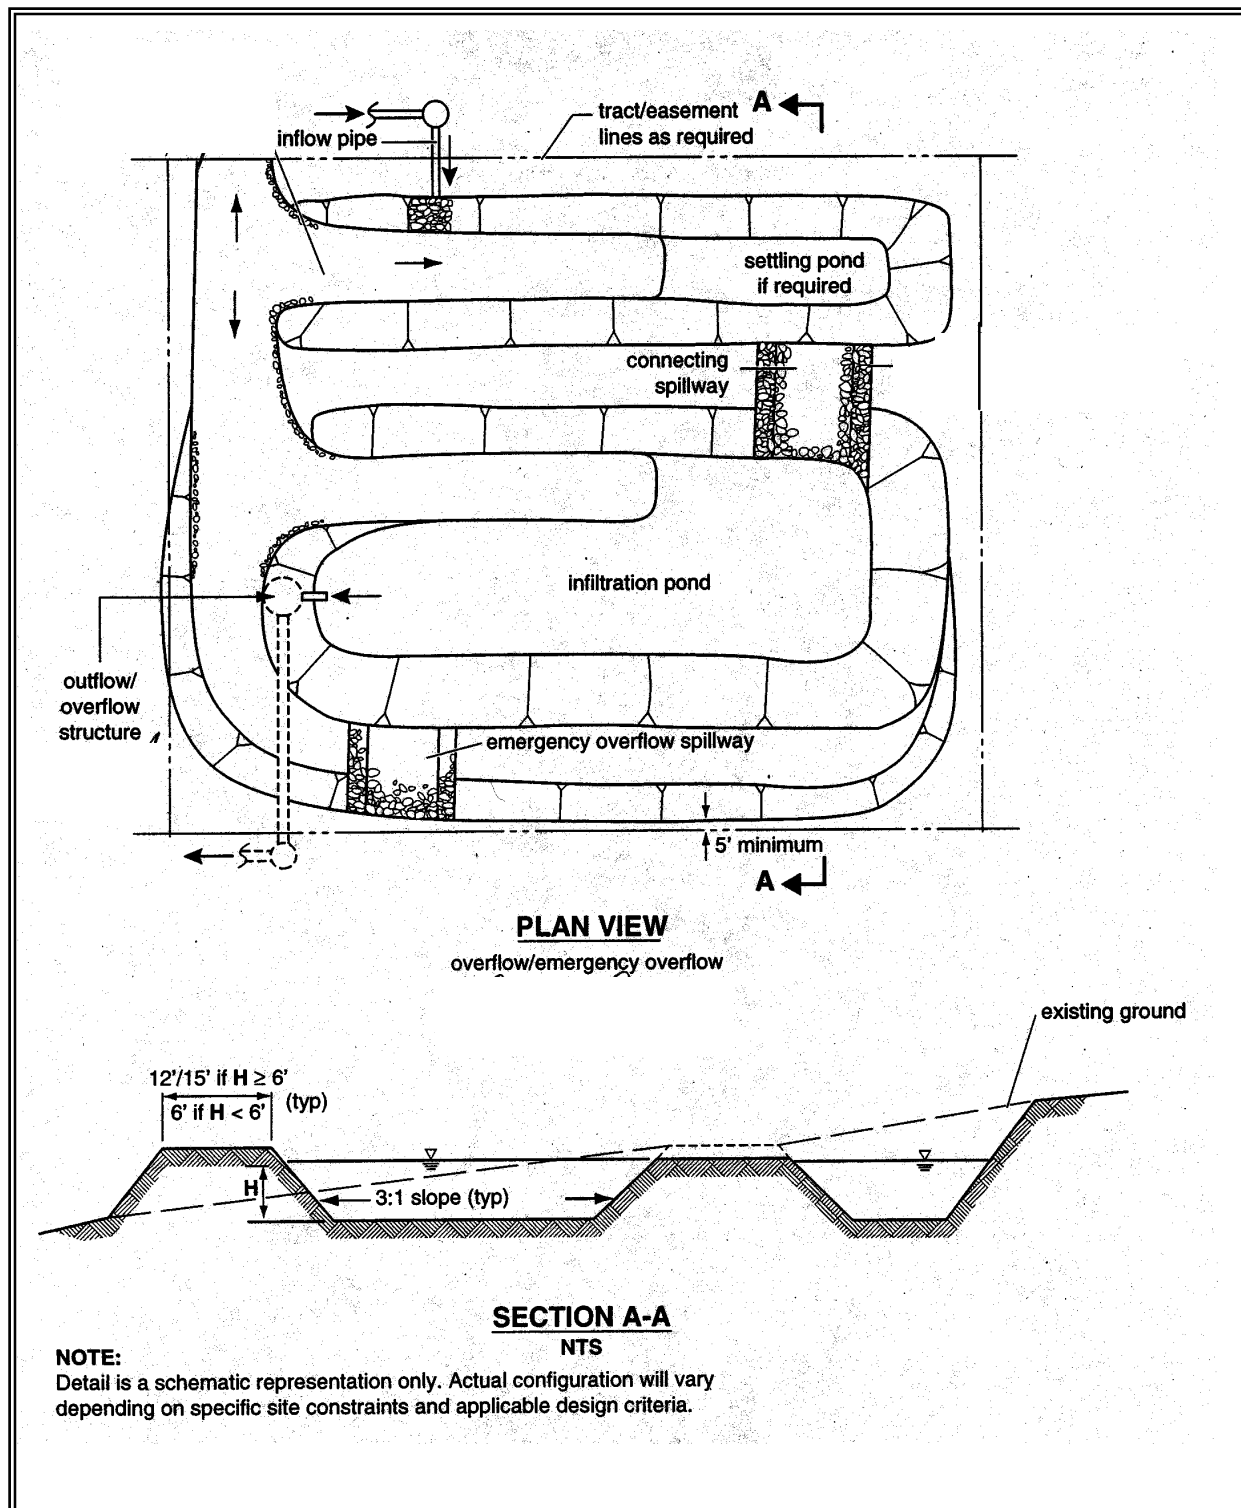 A
tract/easement
lines as required
inflow pipe
settling pond
if required
connecting
spillway
infiltration pond
outflow/
overflow
structure
emergency overflow spillway
5' minimum
A
PLAN VIEW
overflow/emergency overflow
existing ground
12'/15' if H ≥ 6'
(typ)
6' if H < 6'
H
3:1 slope (typ)
SECTION A-A
NTS
NOTE:
Detail is a schematic representation only. Actual configuration will vary
depending on specific site constraints and applicable design criteria.